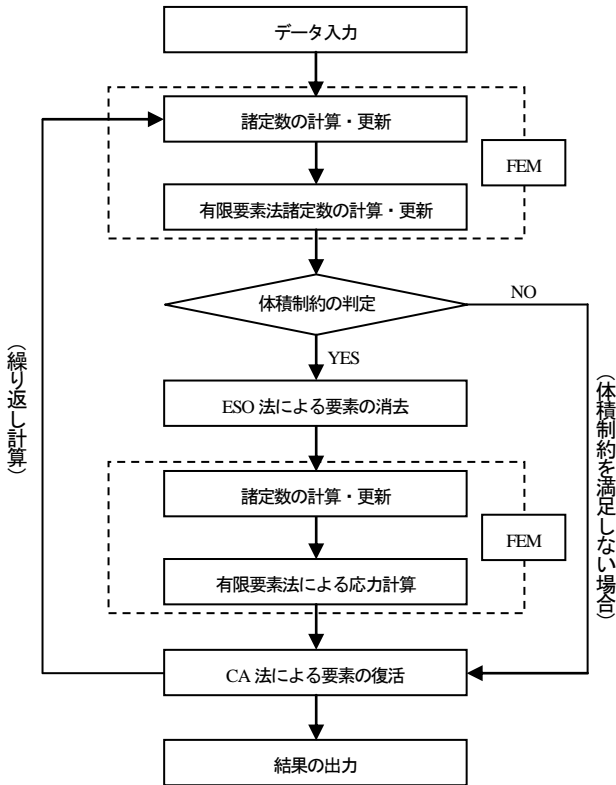 データ入力
諸定数の計算・更新
FEM
有限要素法諸定数の計算・更新
体積制約の判定
NO
YES
(繰り返し計算)
(体積制約を満足しない場合)
ESO 法による要素の消去
諸定数の計算・更新
FEM
有限要素法による応力計算
CA 法による要素の復活
結果の出力